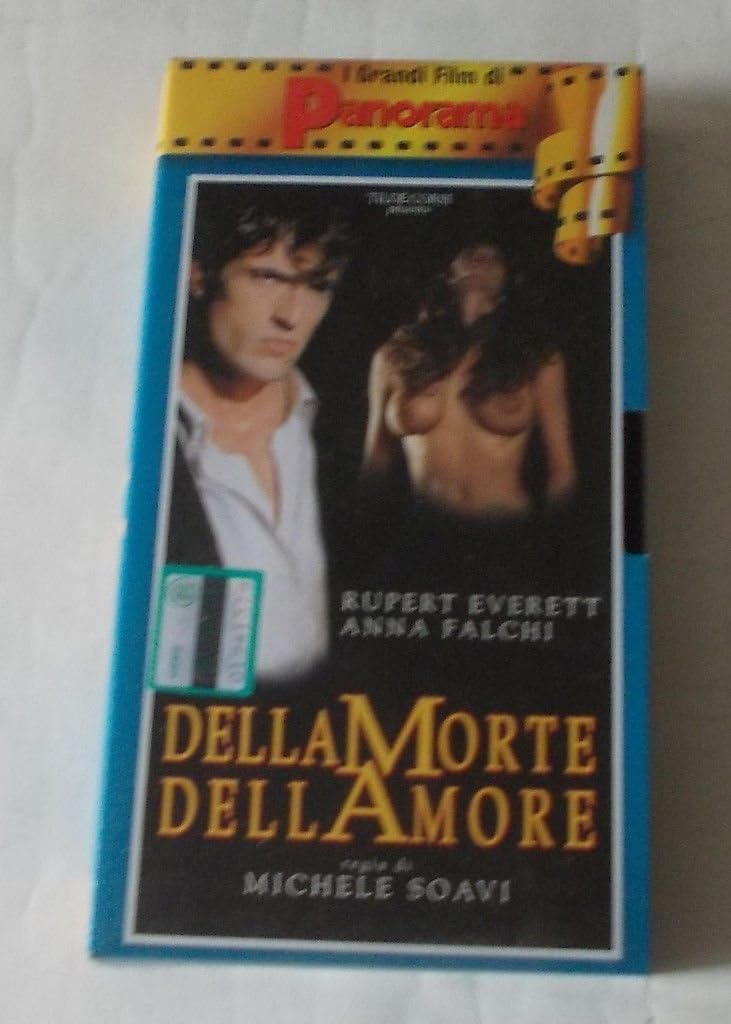 I Grandi Film di
Panorama
RUPERT EVERETT
ANNA FALCHI
DELLAMORTE
DELLAMORE
regia di
MICHELE SOAVI